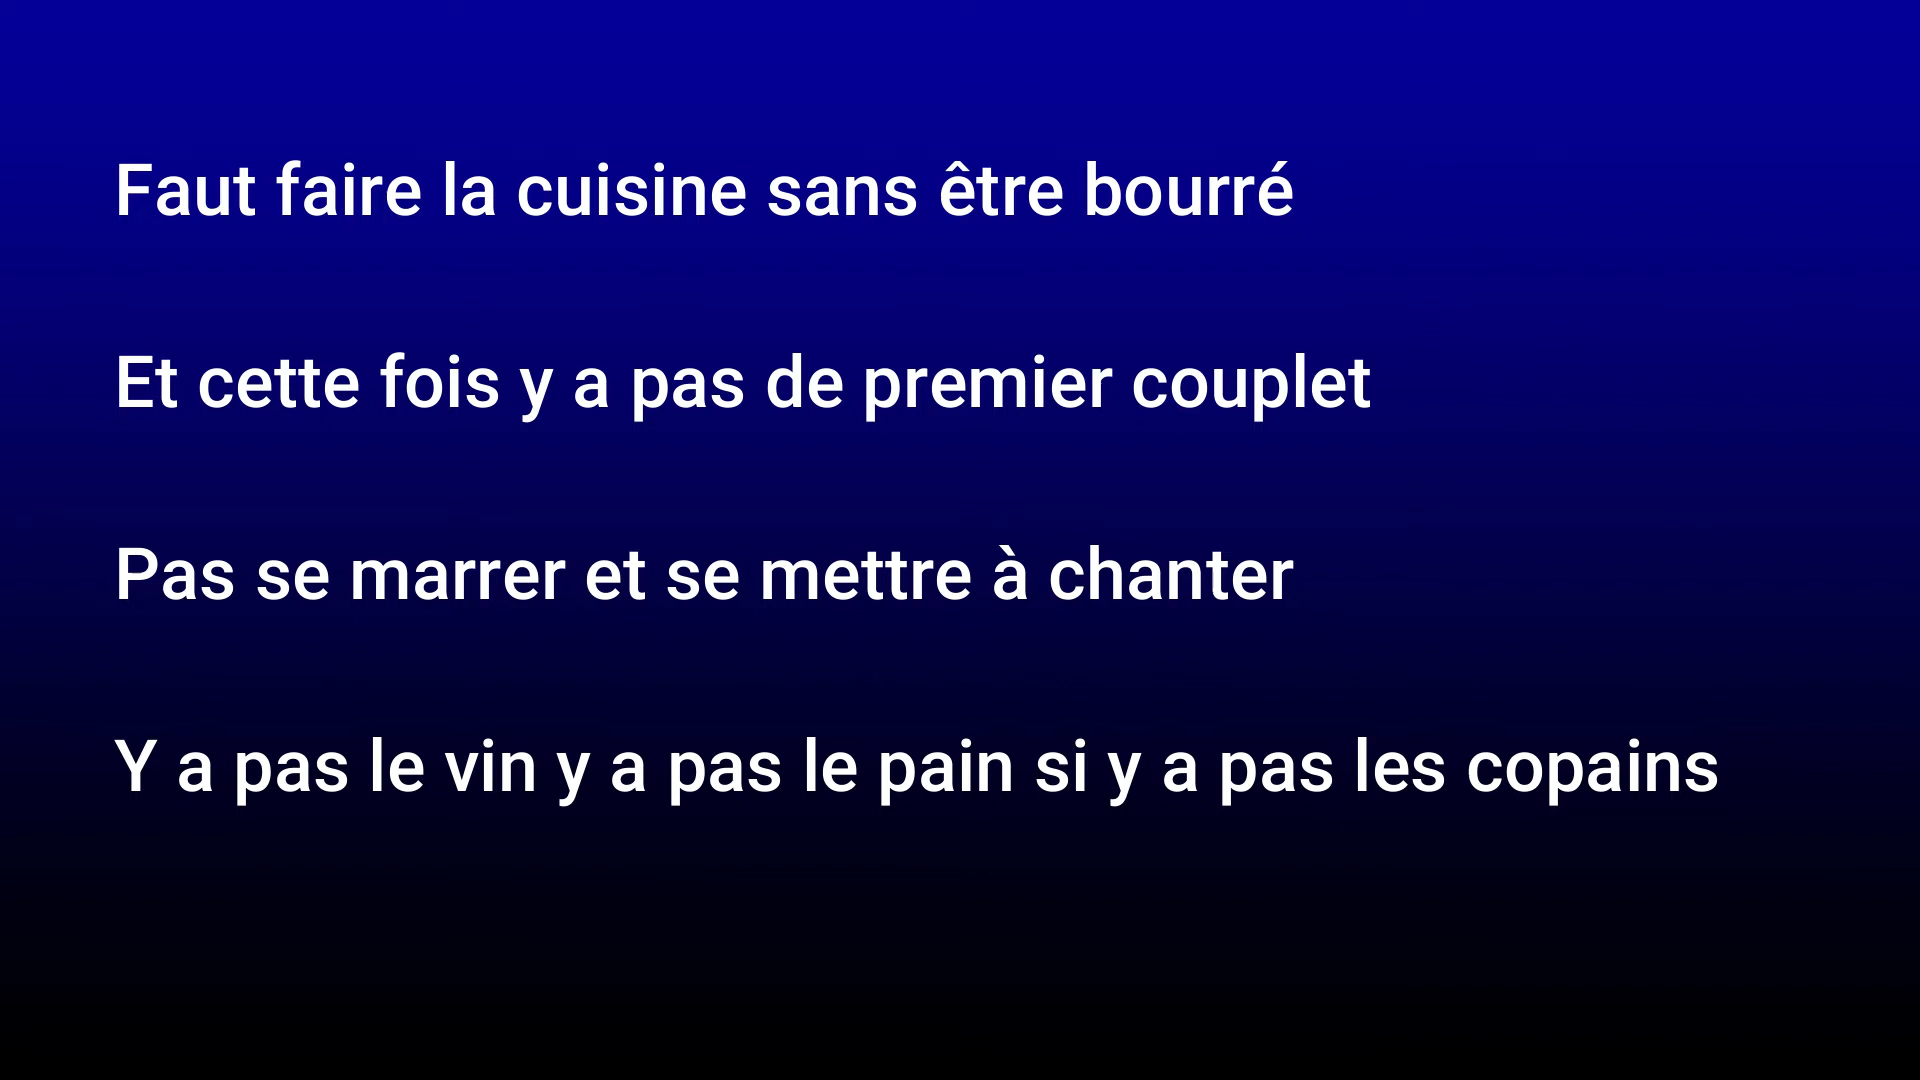 Faut faire la cuisine sans être bourré
Et cette fois y a pas de premier couplet
Pas se marrer et se mettre à chanter
Y a pas le vin y a pas le pain si y a pas les copains